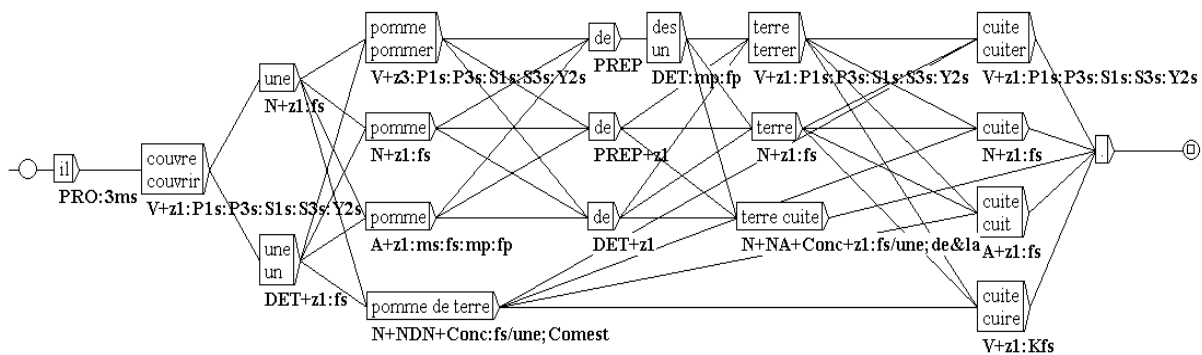 il
PRO:3ms
couvre
couvrir
V+z1:P1s:P3s:S1s:S3s:Y2s
une
N+z1:fs
une
un
DET+z1:fs
pomme
pommer
V+z3:P1s:P3s:S1s:S3s:Y2s
pomme
N+z1:fs
pomme
A+z1:ms:fs:mp:fp
pomme de terre
N+NDN+Conc:fs/une;Comest
de
PREP
de
PREP+z1
de
DET+z1
des
un
DET:mp:fp
terre
terrer
V+z1:P1s:P3s:S1s:S3s:Y2s
terre
N+z1:fs
terre cuite
N+NA+Conc+z1:fs/une;de&la
cuite
cuiter
V+z1:P1s:P3s:S1s:S3s:Y2s
cuite
N+z1:fs
cuite
cuit
A+z1:fs
cuite
cuire
V+z1:Kfs
.